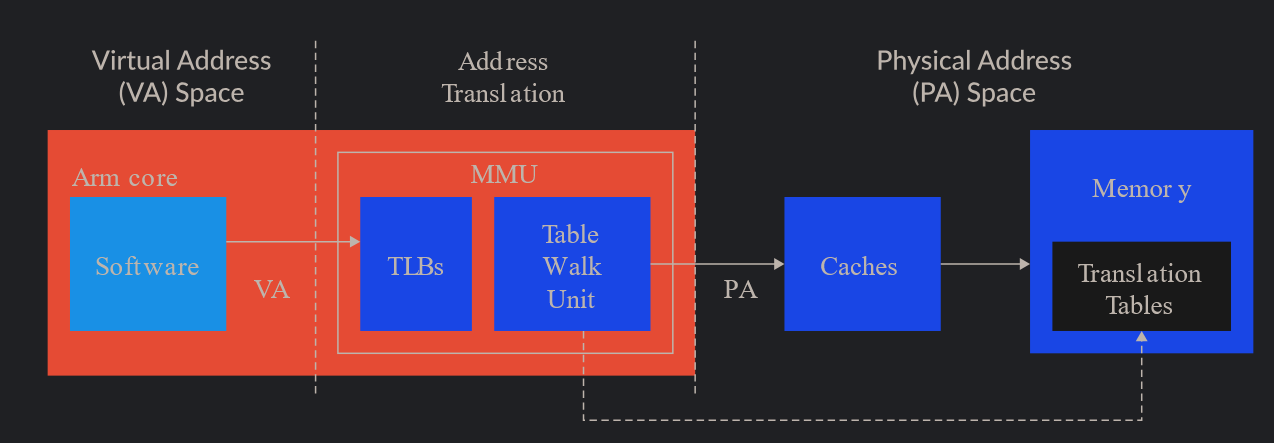 Virtual Address
(VA) Space
Address
Translation
Physical Address
(PA) Space
Arm core
MMU
Software
VA
TLBs
Table
Walk
Unit
PA
Caches
Memory
Translation
Tables